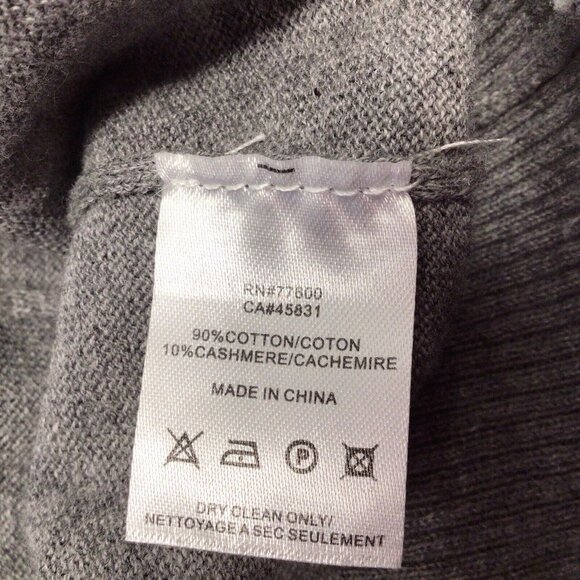 RN#77600
CA#45831
90%COTTON/COTON
10%CASHMERE/CACHEMIRE
MADE IN CHINA
P
DRY CLEAN ONLY/
NETTOYAGE A SEC SEULEMENT